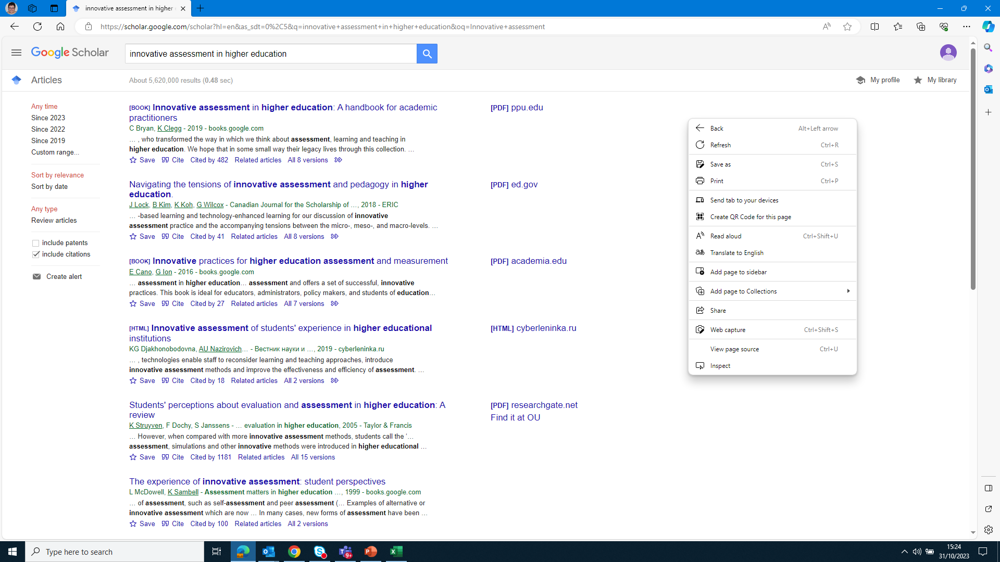 innovative assessment in higher
https://scholar.google.com/scholar?hl=en&as_sdt=0%2C5&q=innovative+assessment+in+higher+education&oq=Innovative+assessment
Google Scholar
innovative assessment in higher education
Articles
About 5,620,000 results (0.48 sec)
My profile
My library
Any time
Since 2023
Since 2022
Since 2019
Custom range...
Sort by relevance
Sort by date
Any type
Review articles
include patents
include citations
Create alert
[BOOK] Innovative assessment in higher education: A handbook for academic
practitioners
C Bryan, K Clegg - 2019 - books.google.com
… , who transformed the way in which we think about assessment, learning and teaching in
higher education. We hope that in some small way their legacy lives through this collection. …
Save Cite Cited by 482 Related articles All 8 versions
[PDF] ppu.edu
Navigating the tensions of innovative assessment and pedagogy in higher
education.
J Lock, B Kim, K Koh, G Wilcox - Canadian Journal for the Scholarship of …, 2018 - ERIC
… -based learning and technology-enhanced learning for our discussion of innovative
assessment practice and the accompanying tensions between the micro-, meso-, and macro-levels. …
Save Cite Cited by 41 Related articles All 8 versions
[PDF] ed.gov
[BOOK] Innovative practices for higher education assessment and measurement
E Cano, G Ion - 2016 - books.google.com
… assessment in higher education… assessment and offers a set of successful, innovative
practices. This book is ideal for educators, administrators, policy makers, and students of education…
Save Cite Cited by 27 Related articles All 7 versions
[PDF] academia.edu
[HTML] Innovative assessment of students' experience in higher educational
institutions
KG Djakhonobodovna, AU Nazirovich… - Вестник науки и …, 2019 - cyberleninka.ru
… , technologies enable staff to reconsider learning and teaching approaches, introduce
innovative assessment methods and improve the effectiveness and efficiency of assessment. …
Save Cite Cited by 18 Related articles All 2 versions
[HTML] cyberleninka.ru
Students' perceptions about evaluation and assessment in higher education: A
review
K Struyven, F Dochy, S Janssens - … evaluation in higher education, 2005 - Taylor & Francis
… However, when compared with more innovative assessment methods, students call the ‘…
assessment, simulations and other innovative methods were introduced in higher educational …
Save Cite Cited by 1181 Related articles All 15 versions
[PDF] researchgate.net
Find it at OU
The experience of innovative assessment: student perspectives
L McDowell, K Sambell - Assessment matters in higher education …, 1999 - books.google.com
… of assessment, such as self-assessment and peer assessment (… Examples of alternative or
innovative assessment which are now … In many cases, new forms of assessment have been …
Save Cite Cited by 100 Related articles All 2 versions
Back Alt+Left arrow
Refresh Ctrl+R
Save as Ctrl+S
Print Ctrl+P
Send tab to your devices
Create QR Code for this page
Read aloud Ctrl+Shift+U
Translate to English
Add page to sidebar
Add page to Collections
Share
Web capture Ctrl+Shift+S
View page source Ctrl+U
Inspect
Type here to search
9+
15:24
31/10/2023